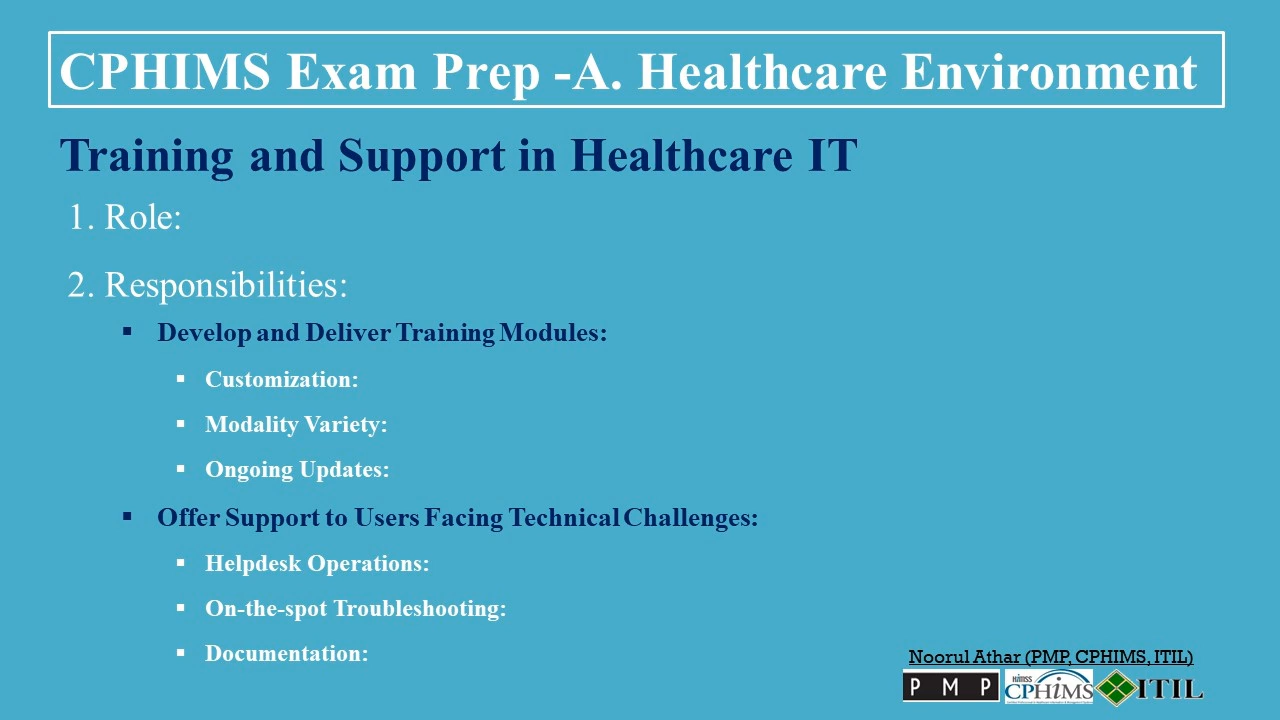 CPHIMS Exam Prep -A. Healthcare Environment
Training and Support in Healthcare IT
1. Role:
2. Responsibilities:
▪ Develop and Deliver Training Modules:
▪ Customization:
▪ Modality Variety:
▪ Ongoing Updates:
▪ Offer Support to Users Facing Technical Challenges:
▪ Helpdesk Operations:
▪ On-the-spot Troubleshooting:
▪ Documentation:
Noorul Athar (PMP, CPHIMS, ITIL)
PMP
HIMSS
CPHIMS
ITIL